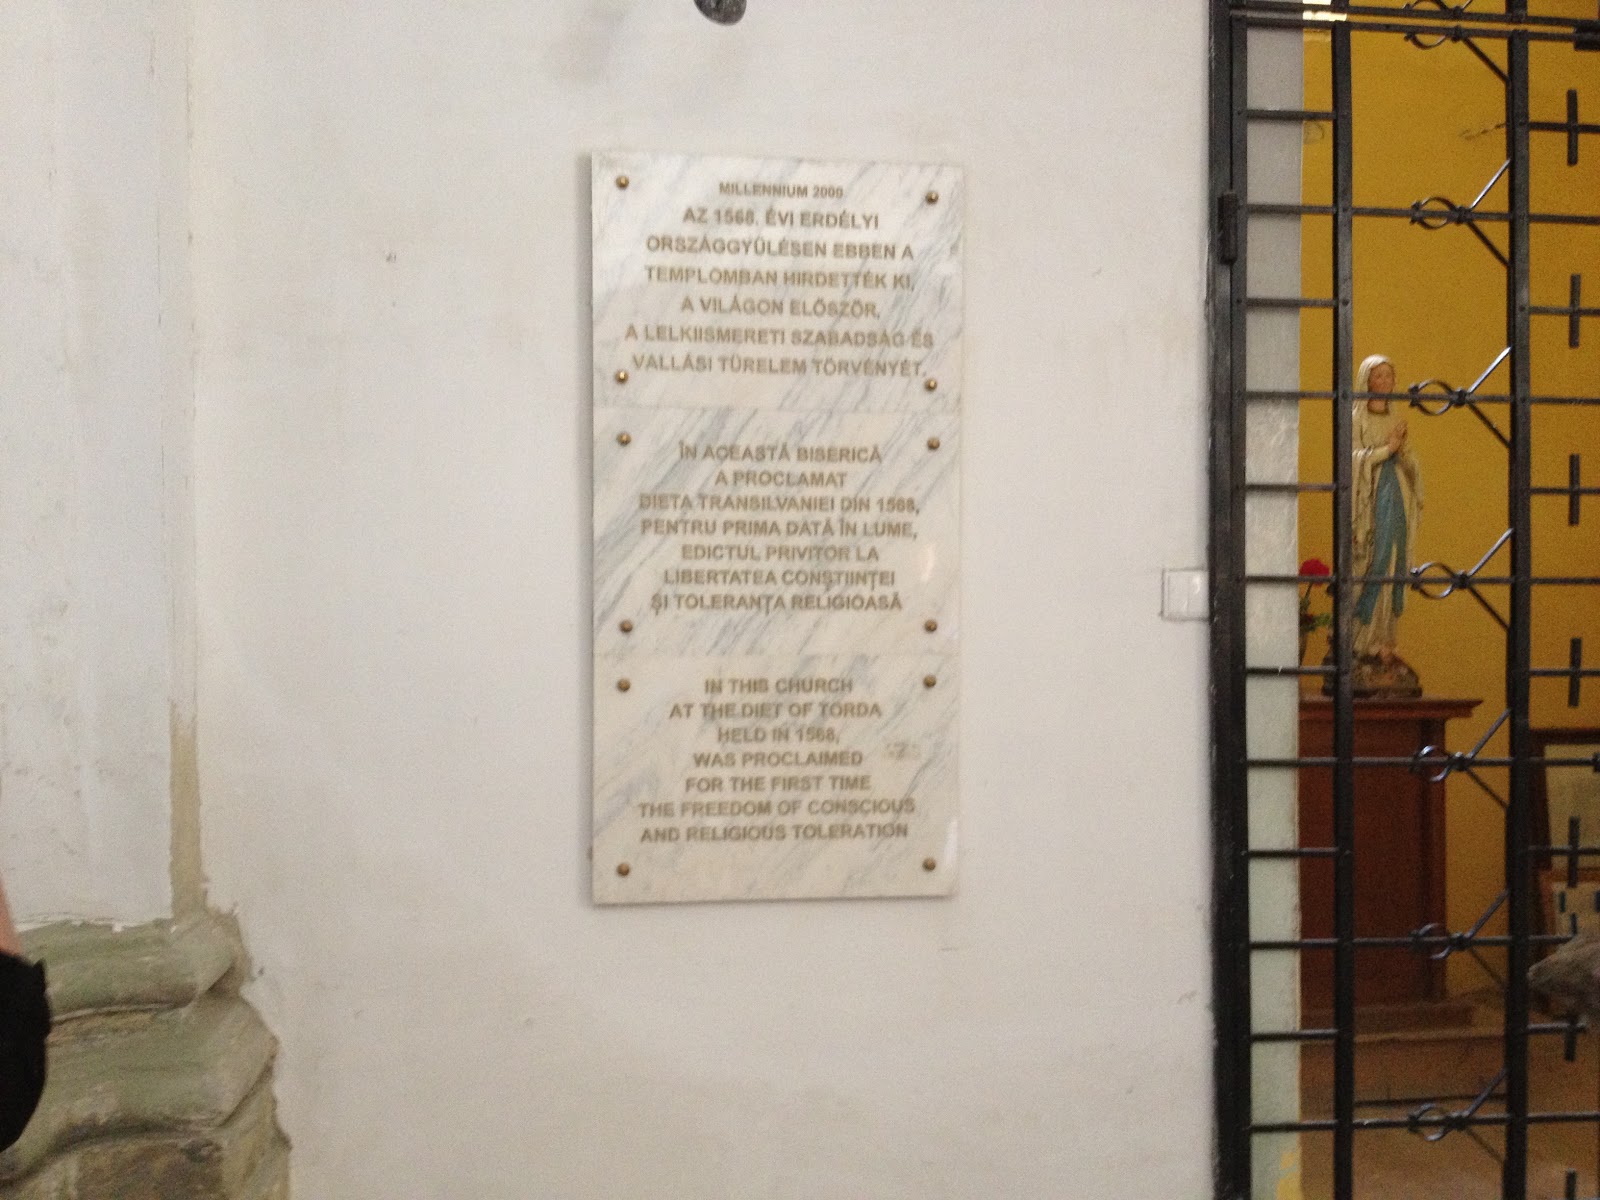 MILLENNIUM 2000
AZ 1568. ÉVI ERDÉLYI
ORSZÁGGYŰLÉSEN EBBEN A
TEMPLOMBAN HIRDETTÉK KI,
A VILÁGON ELŐSZÖR,
A LELKIISMERETI SZABADSÁG ÉS
VALLÁSI TÜRELEM TÖRVÉNYÉT.
ÎN ACEASTĂ BISERICĂ
A PROCLAMAT
DIETA TRANSILVANIEI DIN 1568,
PENTRU PRIMA DATĂ ÎN LUME,
EDICTUL PRIVITOR LA
LIBERTATEA CONŞTIINŢEI
ŞI TOLERANŢA RELIGIOASĂ
IN THIS CHURCH
AT THE DIET OF TORDA
HELD IN 1568,
WAS PROCLAIMED
FOR THE FIRST TIME
THE FREEDOM OF CONSCIOUS
AND RELIGIOUS TOLERATION